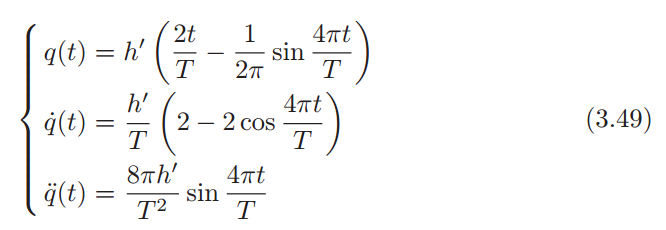 q(t) = h′ ( 2t/T − 1/2π sin 4πt/T )
q̇(t) = h′/T ( 2 − 2 cos 4πt/T ) (3.49)
q̈(t) = 8πh′/T² sin 4πt/T